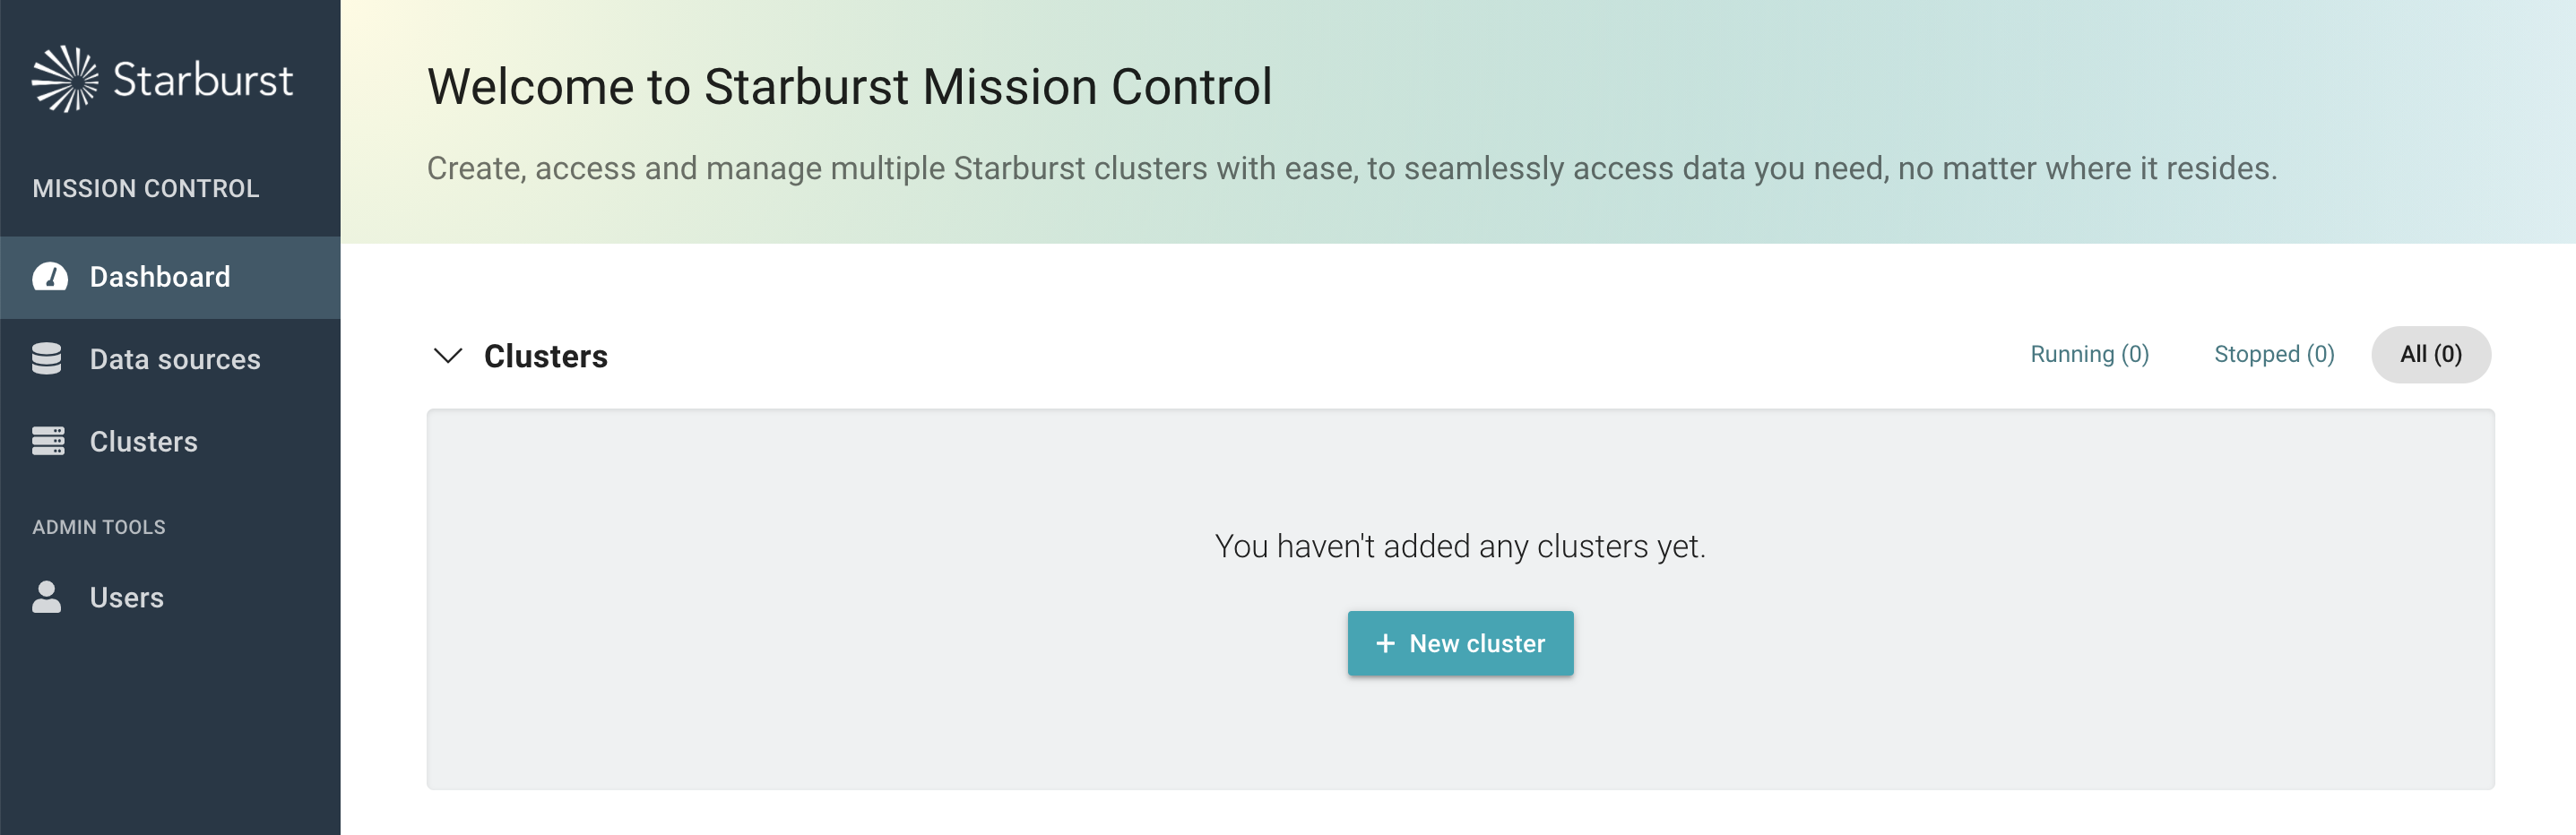 Starburst
MISSION CONTROL
Dashboard
Data sources
Clusters
ADMIN TOOLS
Users
Welcome to Starburst Mission Control
Create, access and manage multiple Starburst clusters with ease, to seamlessly access data you need, no matter where it resides.
Clusters
Running (0)
Stopped (0)
All (0)
You haven't added any clusters yet.
+ New cluster